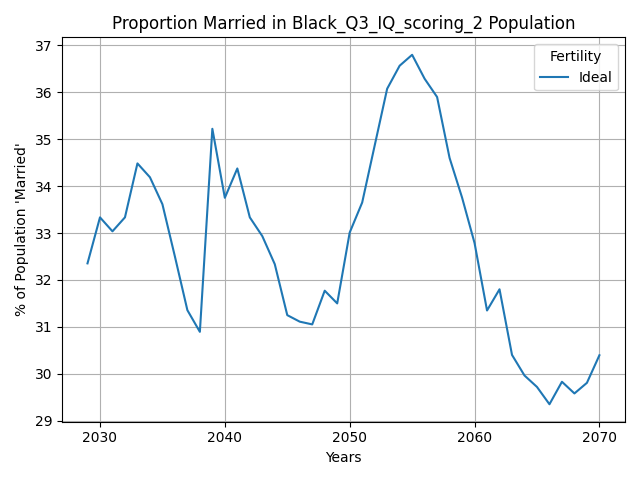 Proportion Married in Black_Q3_IQ_scoring_2 Population
37
36
35
34
33
32
31
30
29
% of Population 'Married'
Fertility
Ideal
2030 2040 2050 2060 2070
Years